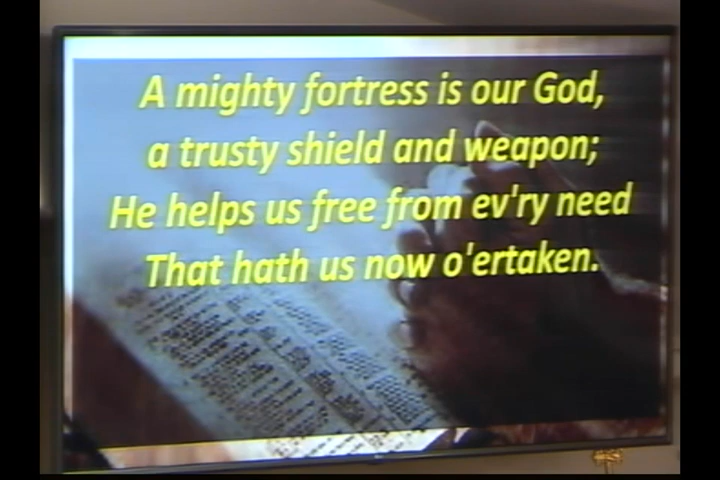 A mighty fortress is our God,
a trusty shield and weapon;
He helps us free from ev'ry need
That hath us now o'ertaken.